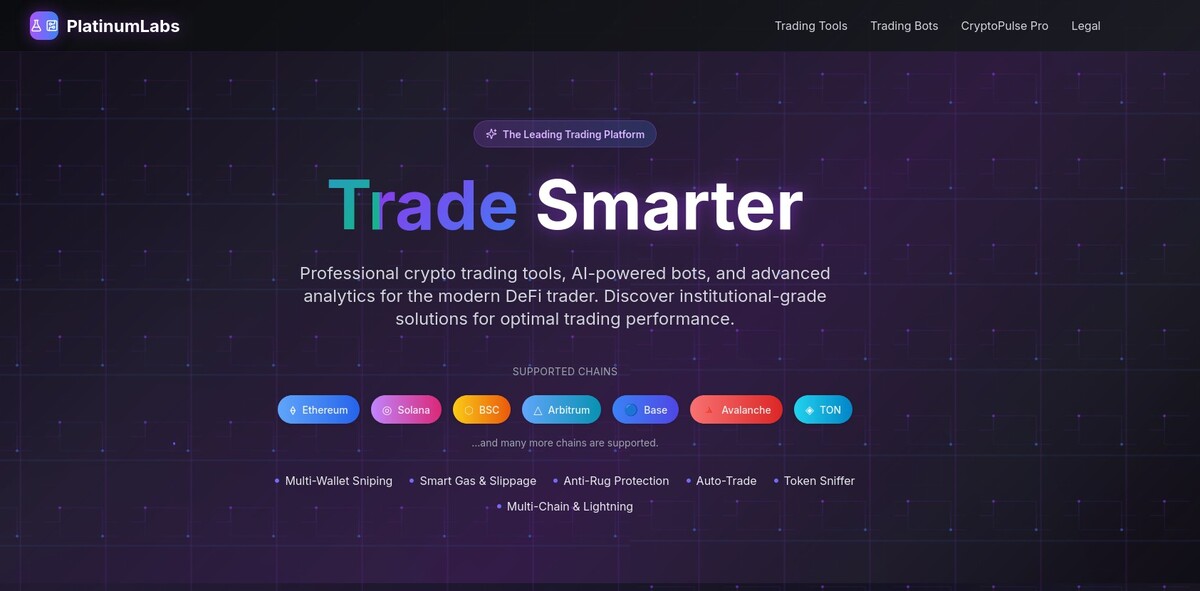 PlatinumLabs
Trading Tools
Trading Bots
CryptoPulse Pro
Legal
The Leading Trading Platform
Trade Smarter
Professional crypto trading tools, AI-powered bots, and advanced
analytics for the modern DeFi trader. Discover institutional-grade
solutions for optimal trading performance.
SUPPORTED CHAINS
Ethereum
Solana
BSC
Arbitrum
Base
Avalanche
TON
...and many more chains are supported.
Multi-Wallet Sniping
Smart Gas & Slippage
Anti-Rug Protection
Auto-Trade
Token Sniffer
Multi-Chain & Lightning